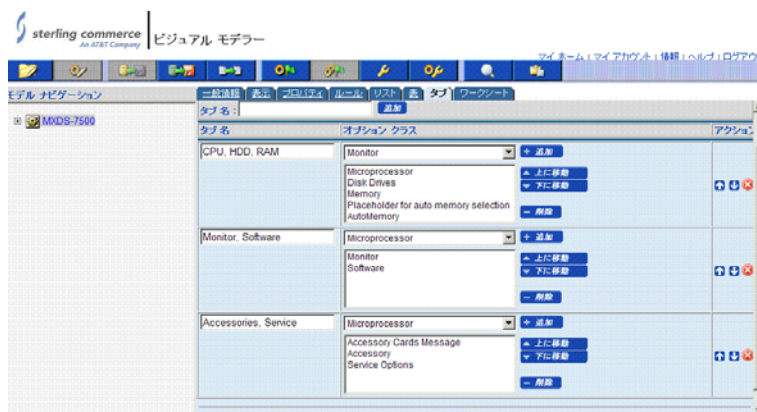 sterling commerce
An AT&T Company
ビジュアル モデラー
マイ ホーム | マイ アカウント | 情報 | ヘルプ | ログアウ
モデル ナビゲーション
一般情報 表示 プロパティ ルール リスト 表 タブ ワークシート
MXDS-7500
タブ名: 追加
タブ名 オプション クラス アクション
CPU, HDD, RAM Monitor + 追加
Microprocessor
Disk Drives
Memory
Placeholder for auto memory selection
AutoMemory
上に移動
下に移動
- 削除
Monitor, Software Microprocessor + 追加
Monitor
Software
上に移動
下に移動
- 削除
Accessories, Service Microprocessor + 追加
Accessory Cards Message
Accessory
Service Options
上に移動
下に移動
- 削除